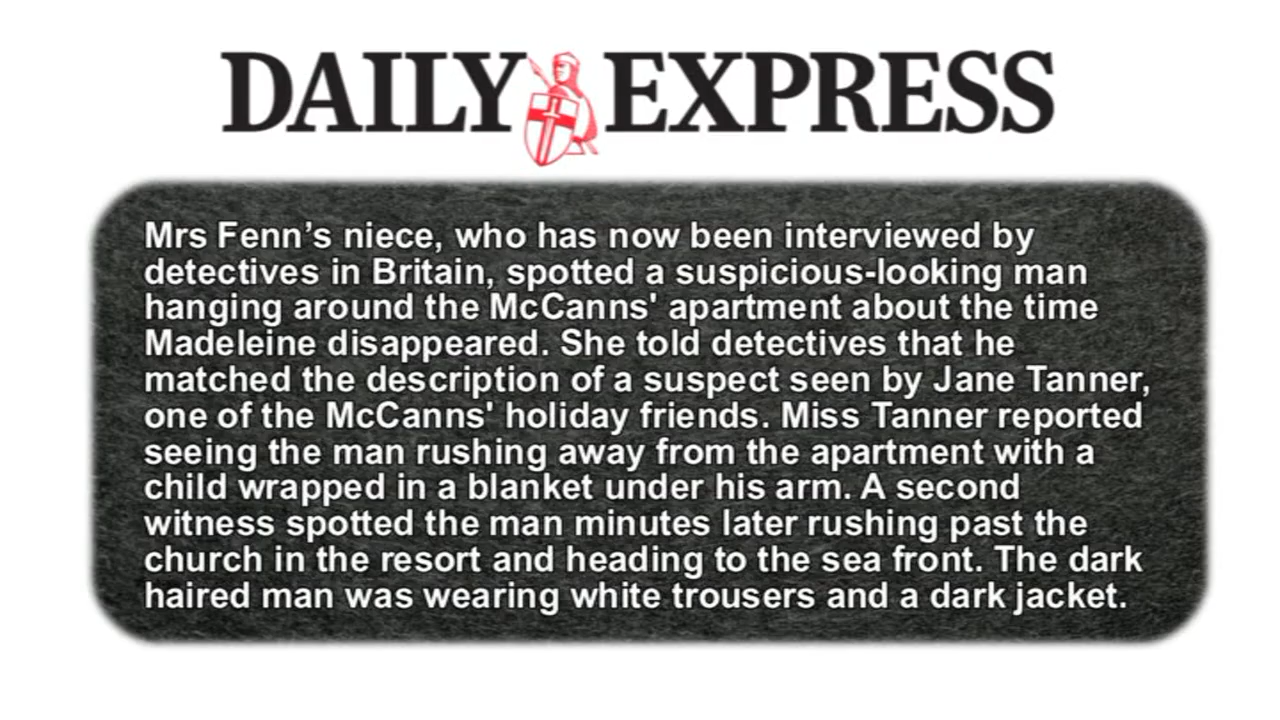 DAILY EXPRESS
Mrs Fenn’s niece, who has now been interviewed by
detectives in Britain, spotted a suspicious-looking man
hanging around the McCanns' apartment about the time
Madeleine disappeared. She told detectives that he
matched the description of a suspect seen by Jane Tanner,
one of the McCanns' holiday friends. Miss Tanner reported
seeing the man rushing away from the apartment with a
child wrapped in a blanket under his arm. A second
witness spotted the man minutes later rushing past the
church in the resort and heading to the sea front. The dark
haired man was wearing white trousers and a dark jacket.